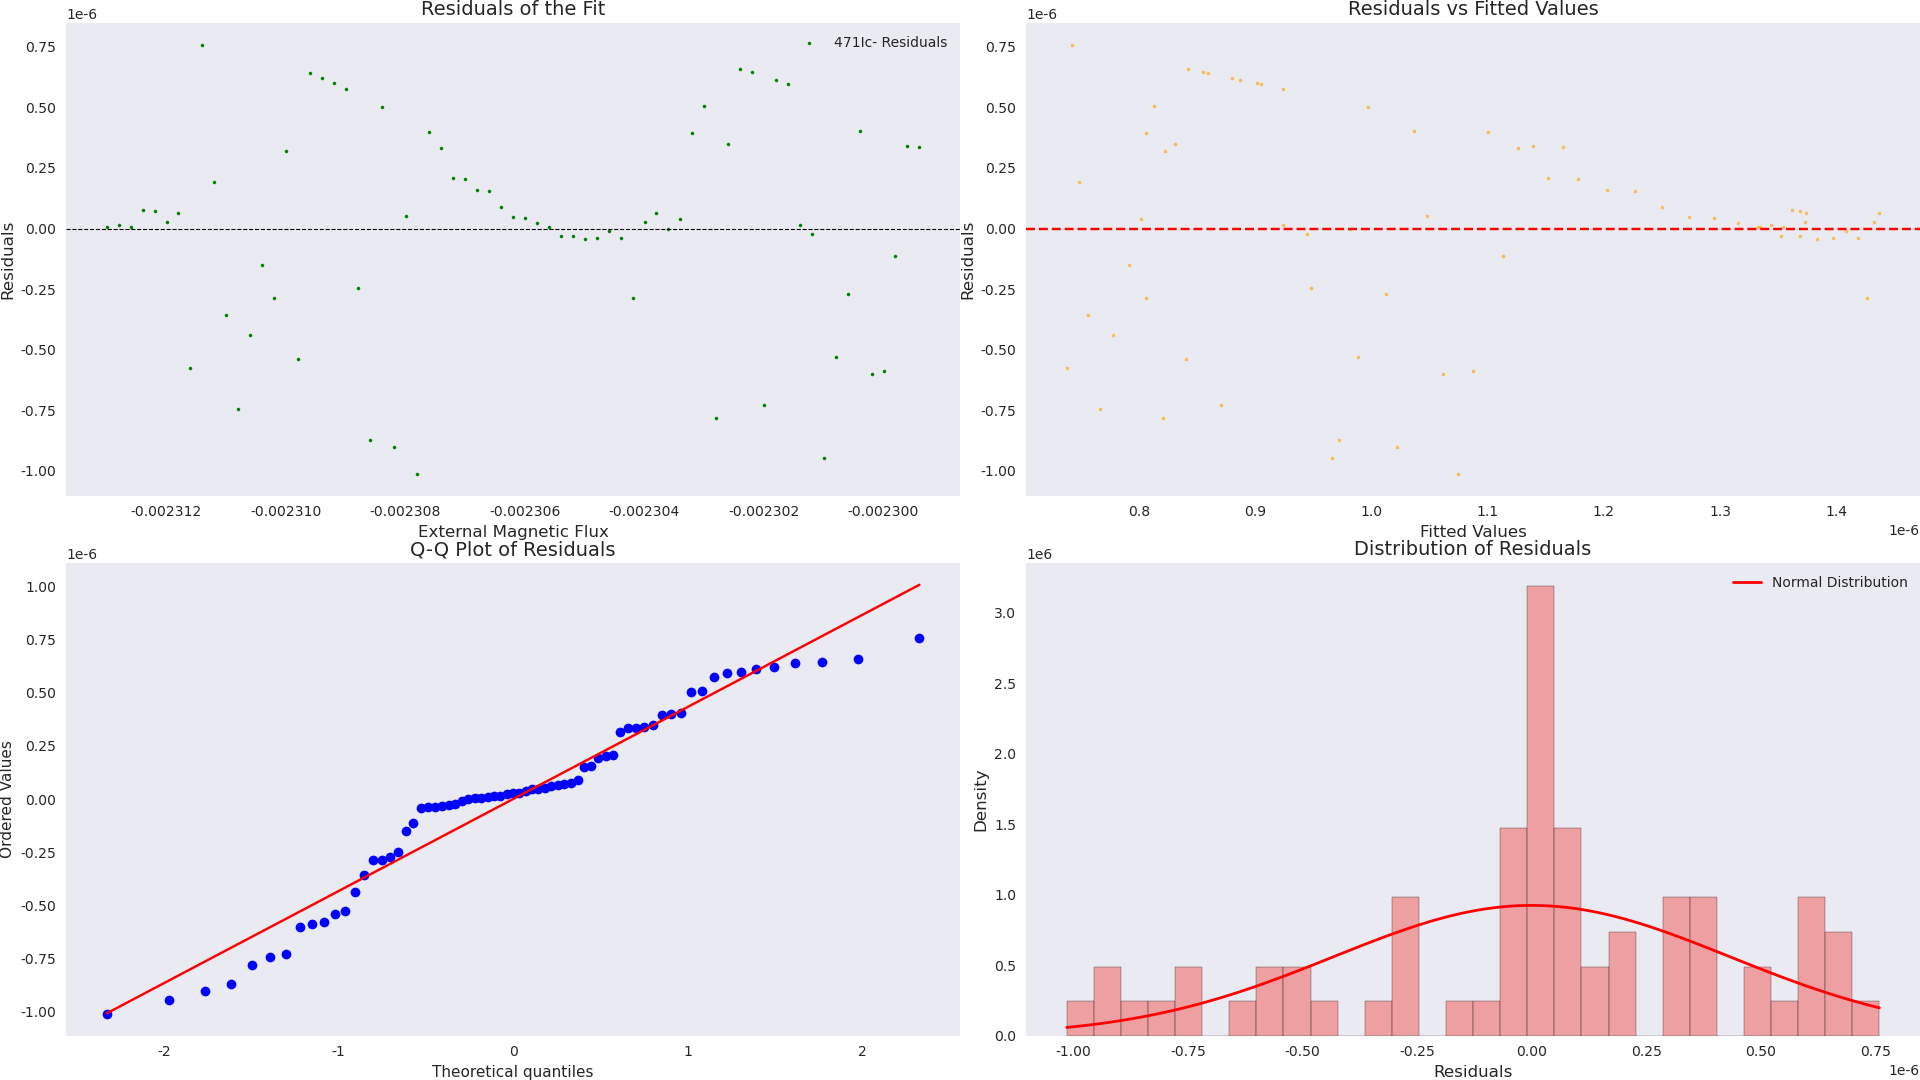 Residuals of the Fit
1e-6
471Ic- Residuals
0.75
0.50
0.25
0.00
-0.25
-0.50
-0.75
-1.00
Residuals
-0.002312 -0.002310 -0.002308 -0.002306 -0.002304 -0.002302 -0.002300
External Magnetic Flux
Residuals vs Fitted Values
1e-6
0.75
0.50
0.25
0.00
-0.25
-0.50
-0.75
-1.00
Residuals
0.8 0.9 1.0 1.1 1.2 1.3 1.4
Fitted Values
1e-6
Q-Q Plot of Residuals
1e-6
1.00
0.75
0.50
0.25
0.00
-0.25
-0.50
-0.75
-1.00
Ordered Values
-2 -1 0 1 2
Theoretical quantiles
Distribution of Residuals
1e6
Normal Distribution
3.0
2.5
2.0
1.5
1.0
0.5
0.0
Density
-1.00 -0.75 -0.50 -0.25 0.00 0.25 0.50 0.75
Residuals
1e-6